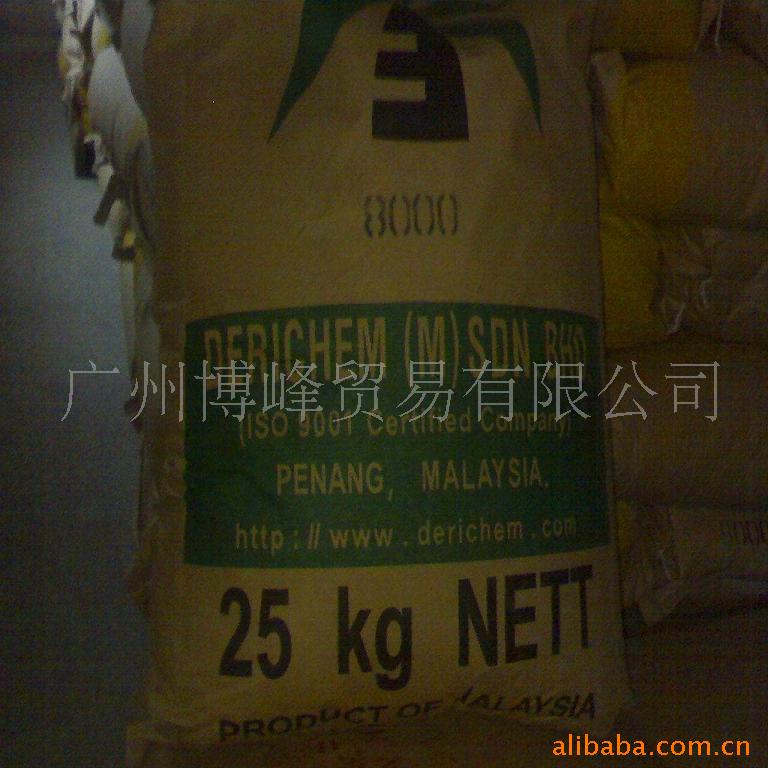 8000
DERICHEM (M) SDN BHD
广州博峰贸易有限公司
(ISO 9001 Certified Company)
PENANG, MALAYSIA.
http://www.derichem.com
8000
25 kg NETT
PRODUCT OF MALAYSIA
alibaba.com.cn